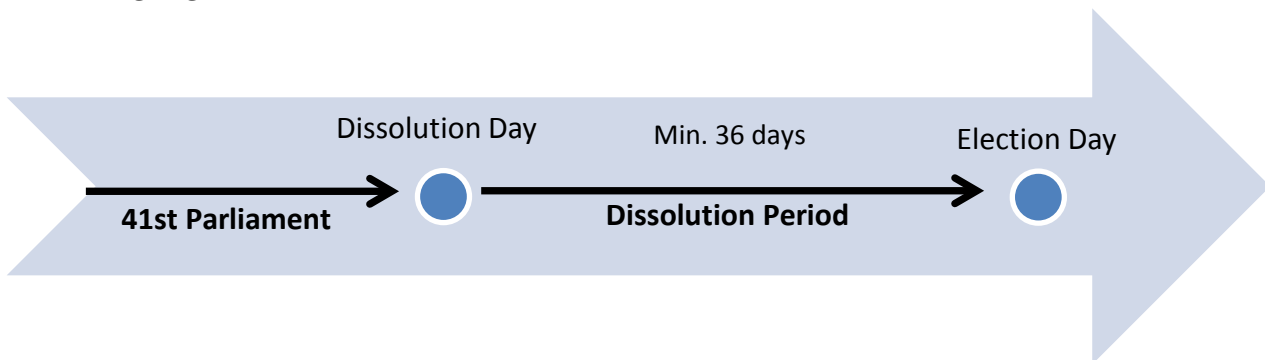 Dissolution Day
Min. 36 days
Election Day
41st Parliament
Dissolution Period